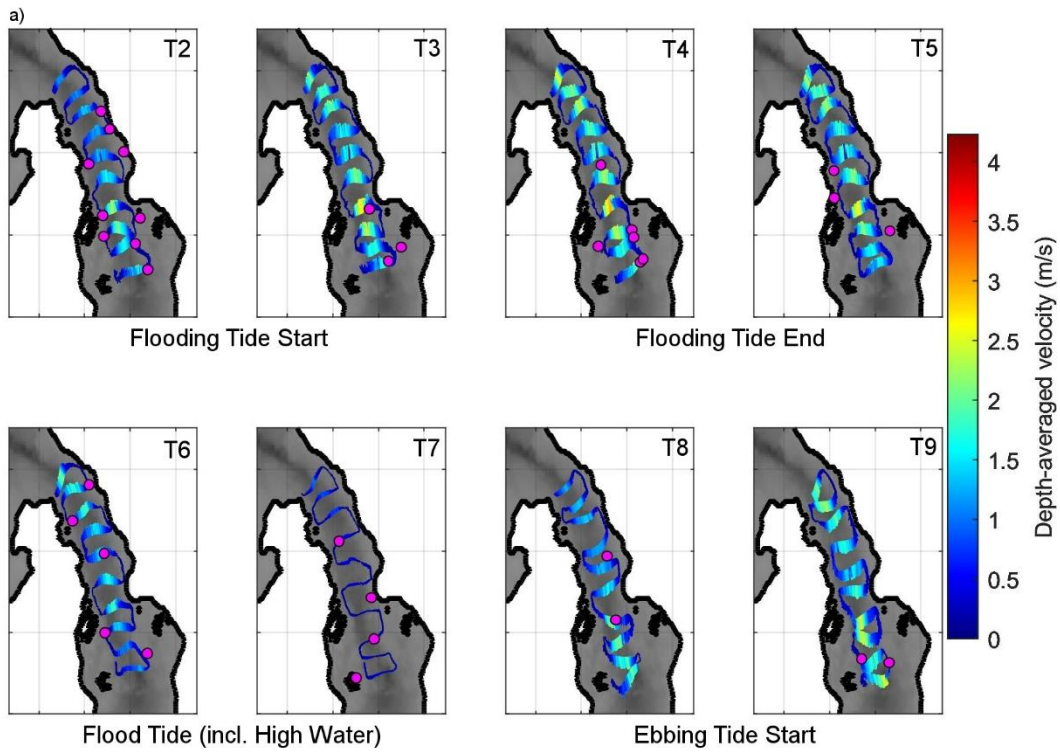 a)
T2
T3
T4
T5
Flooding Tide Start
Flooding Tide End
T6
T7
T8
T9
Flood Tide (incl. High Water)
Ebbing Tide Start
4
3.5
3
2.5
2
1.5
1
0.5
0
Depth-averaged velocity (m/s)